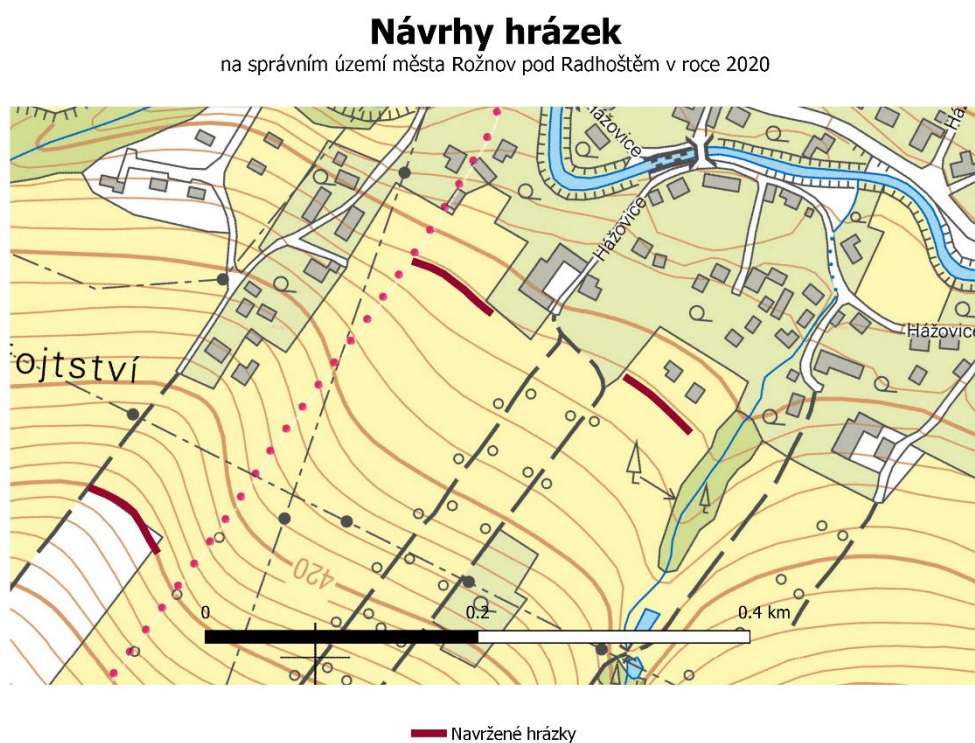 Návrhy hrázek
na správním území města Rožnov pod Radhoštěm v roce 2020
Hážovice
Há
Hážovice
Hážovice
ojtství
420
0
0.2
0.4 km
Navržené hrázky